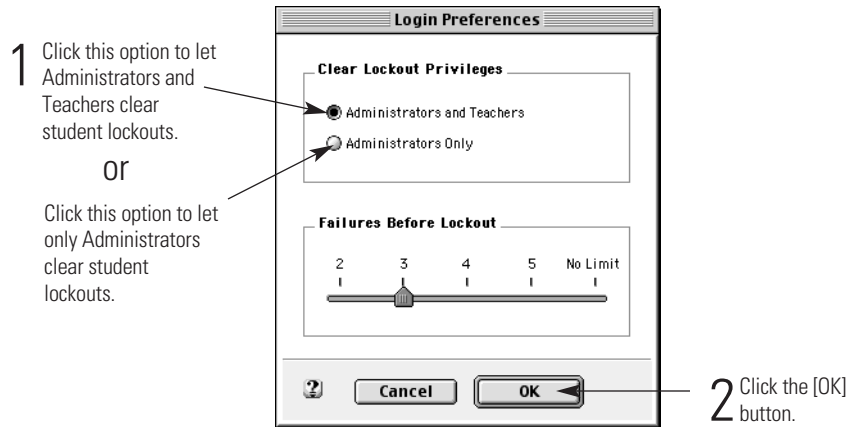 Login Preferences
1
Click this option to let
Administrators and
Teachers clear
student lockouts.
or
Click this option to let
only Administrators
clear student
lockouts.
Clear Lockout Privileges
Administrators and Teachers
Administrators Only
Failures Before Lockout
2 3 4 5 No Limit
?
Cancel OK
2
Click the [OK]
button.